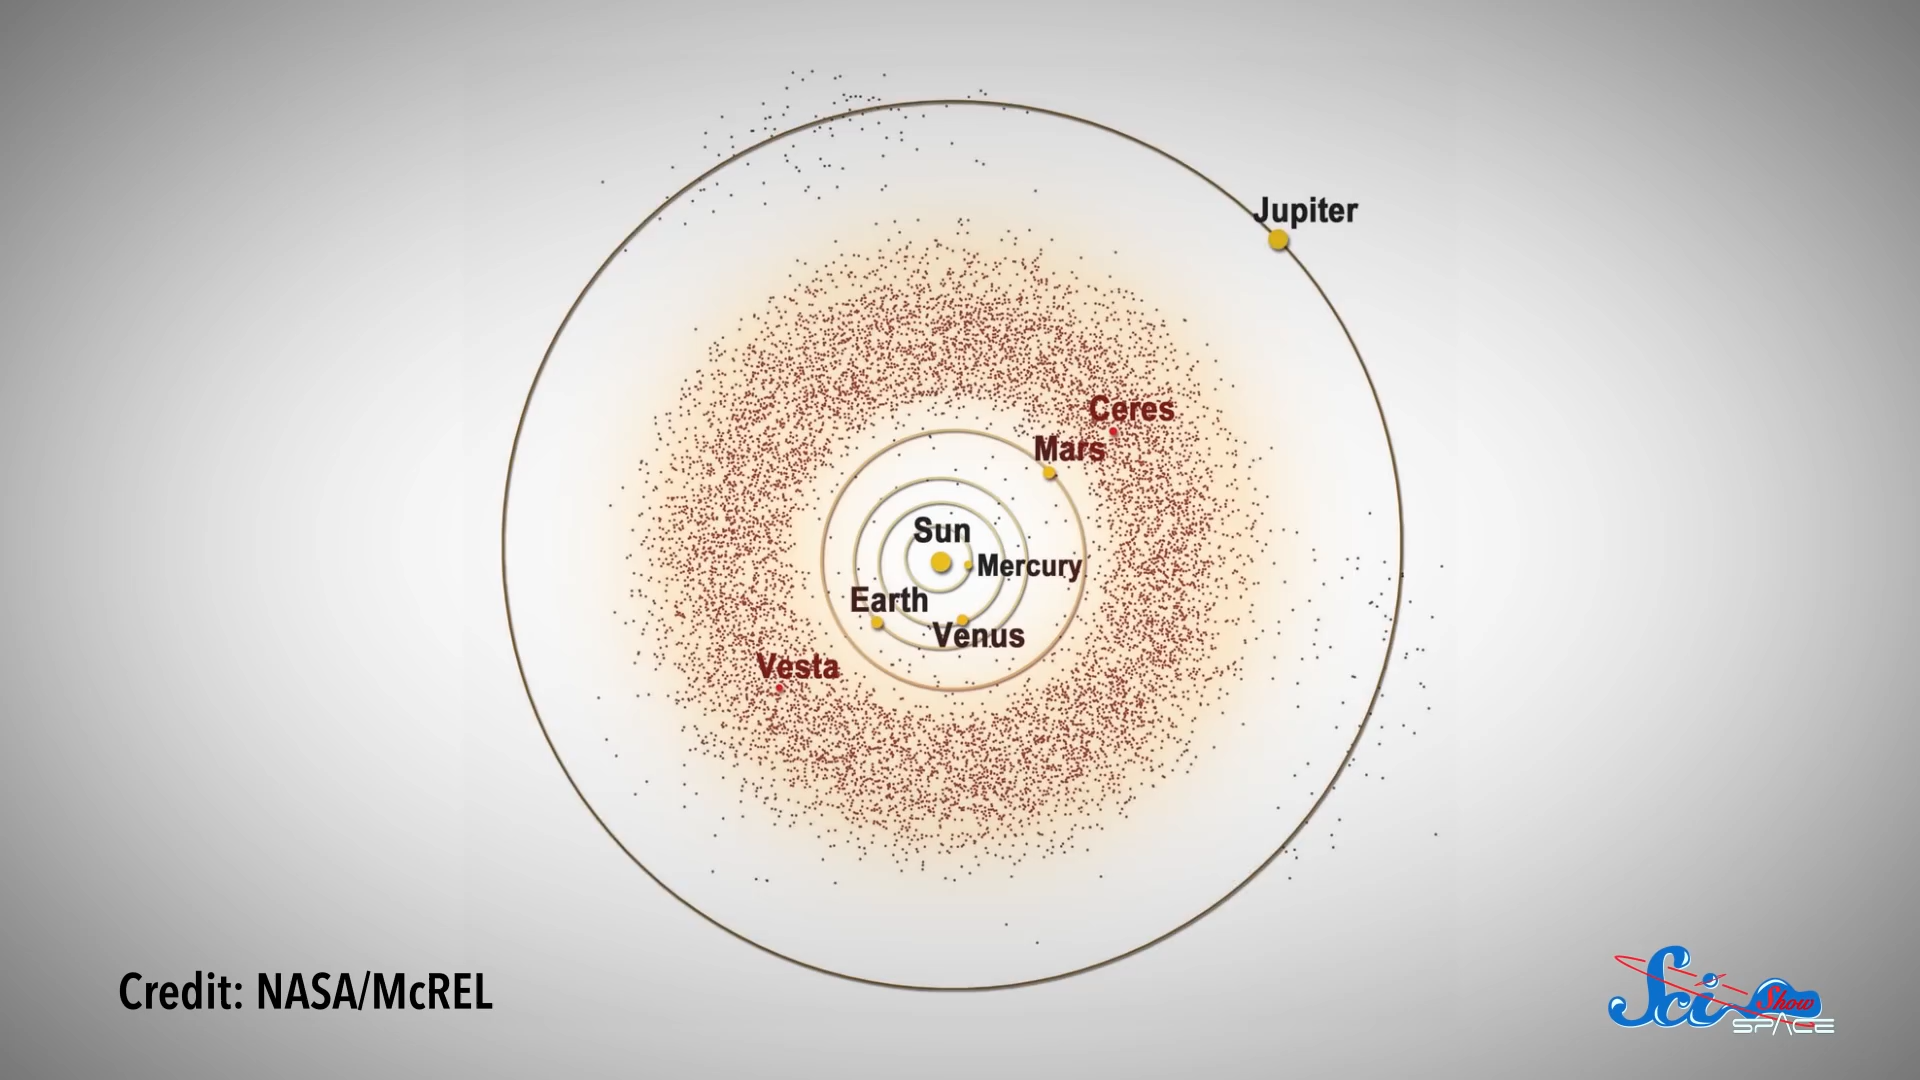 Jupiter
Ceres
Mars
Sun
Mercury
Earth
Venus
Vesta
Credit: NASA/McREL
Sci Show
SPACE